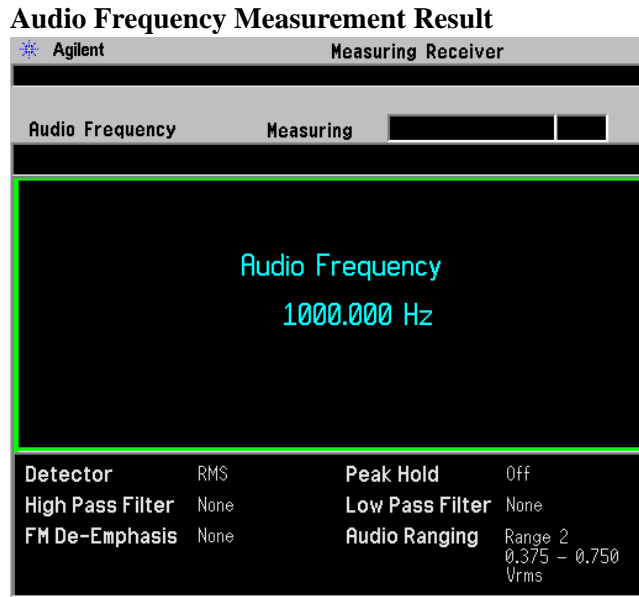 Audio Frequency Measurement Result
Agilent Measuring Receiver
Audio Frequency Measuring
Audio Frequency
1000.000 Hz
Detector RMS Peak Hold Off
High Pass Filter None Low Pass Filter None
FM De-Emphasis None Audio Ranging Range 2
0.375 – 0.750
Vrms